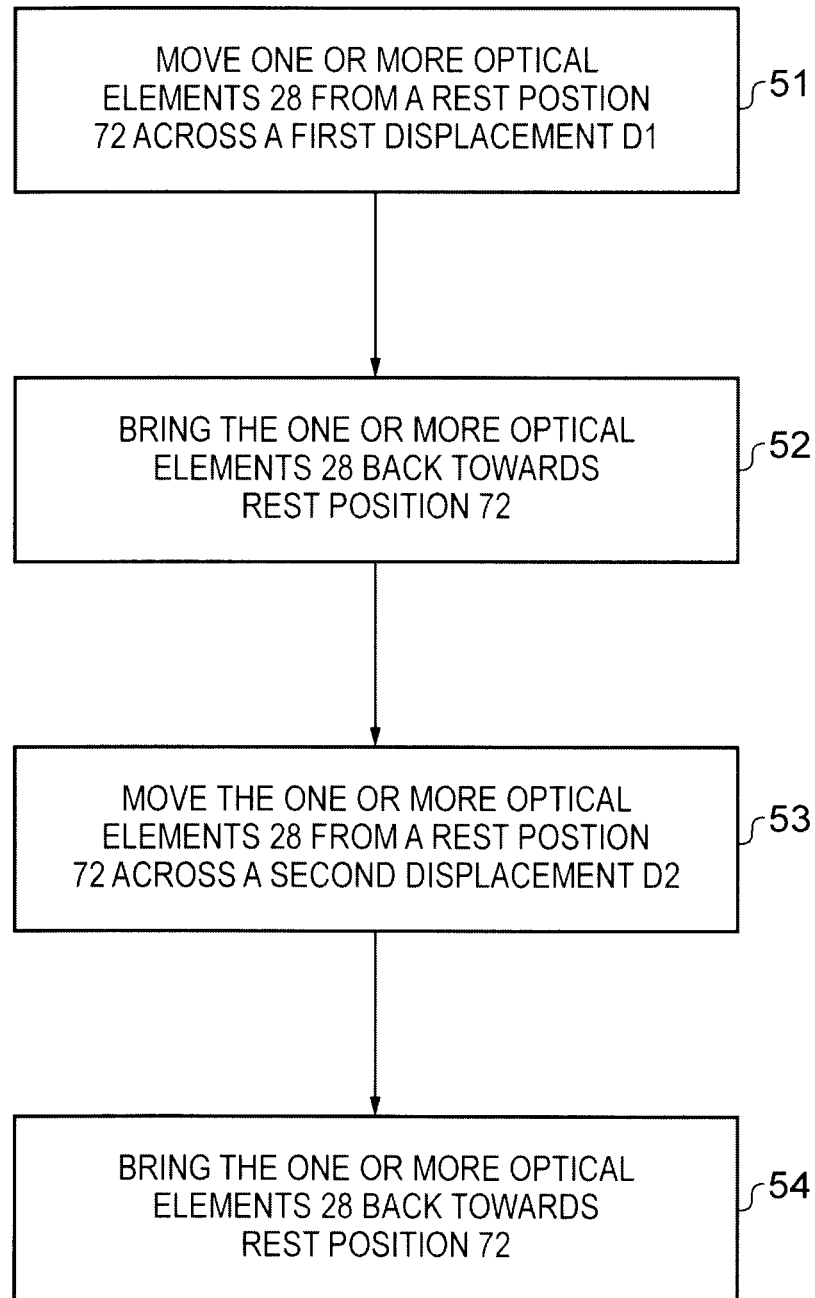 MOVE ONE OR MORE OPTICAL
ELEMENTS 28 FROM A REST POSTION
72 ACROSS A FIRST DISPLACEMENT D1
51
BRING THE ONE OR MORE OPTICAL
ELEMENTS 28 BACK TOWARDS
REST POSITION 72
52
MOVE THE ONE OR MORE OPTICAL
ELEMENTS 28 FROM A REST POSTION
72 ACROSS A SECOND DISPLACEMENT D2
53
BRING THE ONE OR MORE OPTICAL
ELEMENTS 28 BACK TOWARDS
REST POSITION 72
54